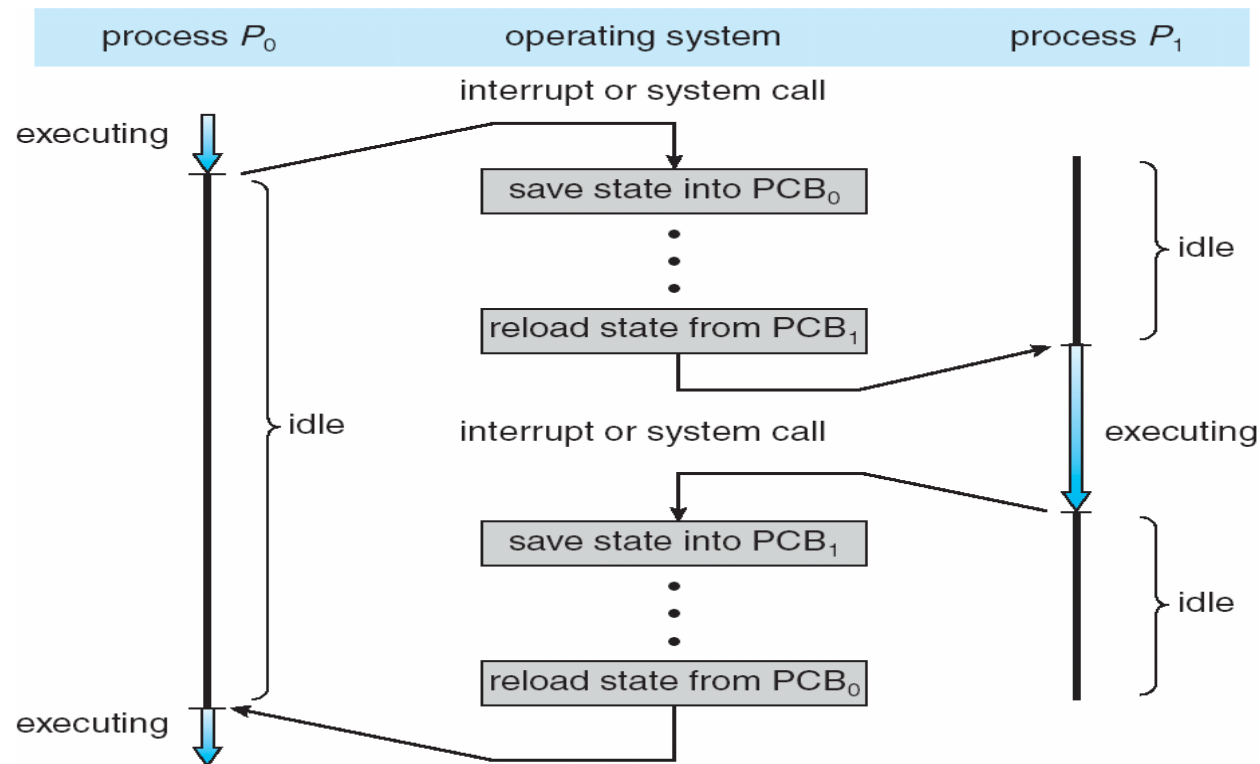 process P₀ operating system process P₁
interrupt or system call
executing
save state into PCB₀
idle
reload state from PCB₁
idle
interrupt or system call
executing
save state into PCB₁
idle
reload state from PCB₀
executing